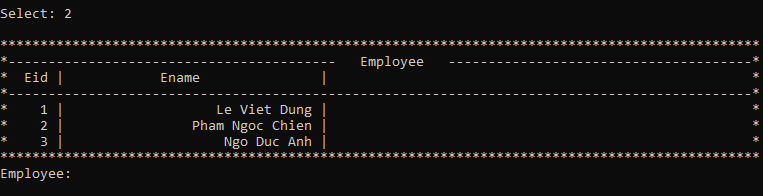 Select: 2
***********************************************************************************************
*-----------------------------------------   Employee   --------------------------------------*
*  Eid |            Ename               |                                                     *
*---------------------------------------------------------------------------------------------*
*    1 |                   Le Viet Dung |                                                     *
*    2 |                Pham Ngoc Chien |                                                     *
*    3 |                    Ngo Duc Anh |                                                     *
***********************************************************************************************
Employee: